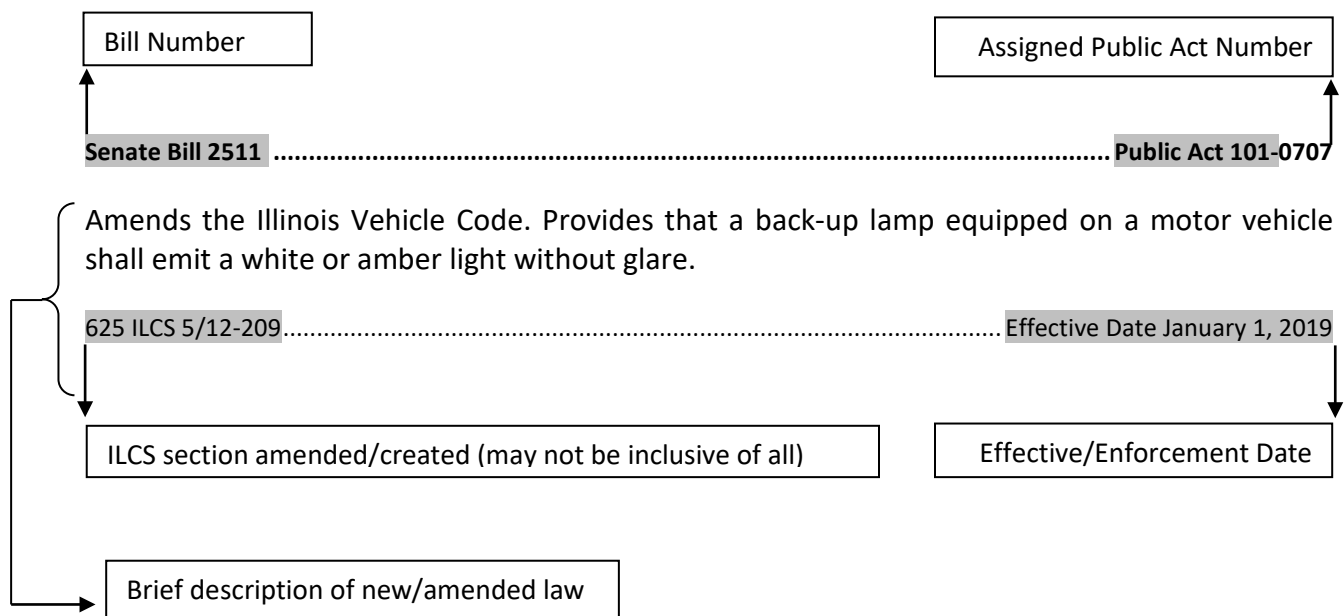 Bill Number
Assigned Public Act Number
Senate Bill 2511 ........................................................................................................................ Public Act 101-0707
Amends the Illinois Vehicle Code. Provides that a back-up lamp equipped on a motor vehicle
shall emit a white or amber light without glare.
625 ILCS 5/12-209....................................................................................................... Effective Date January 1, 2019
ILCS section amended/created (may not be inclusive of all)
Effective/Enforcement Date
Brief description of new/amended law